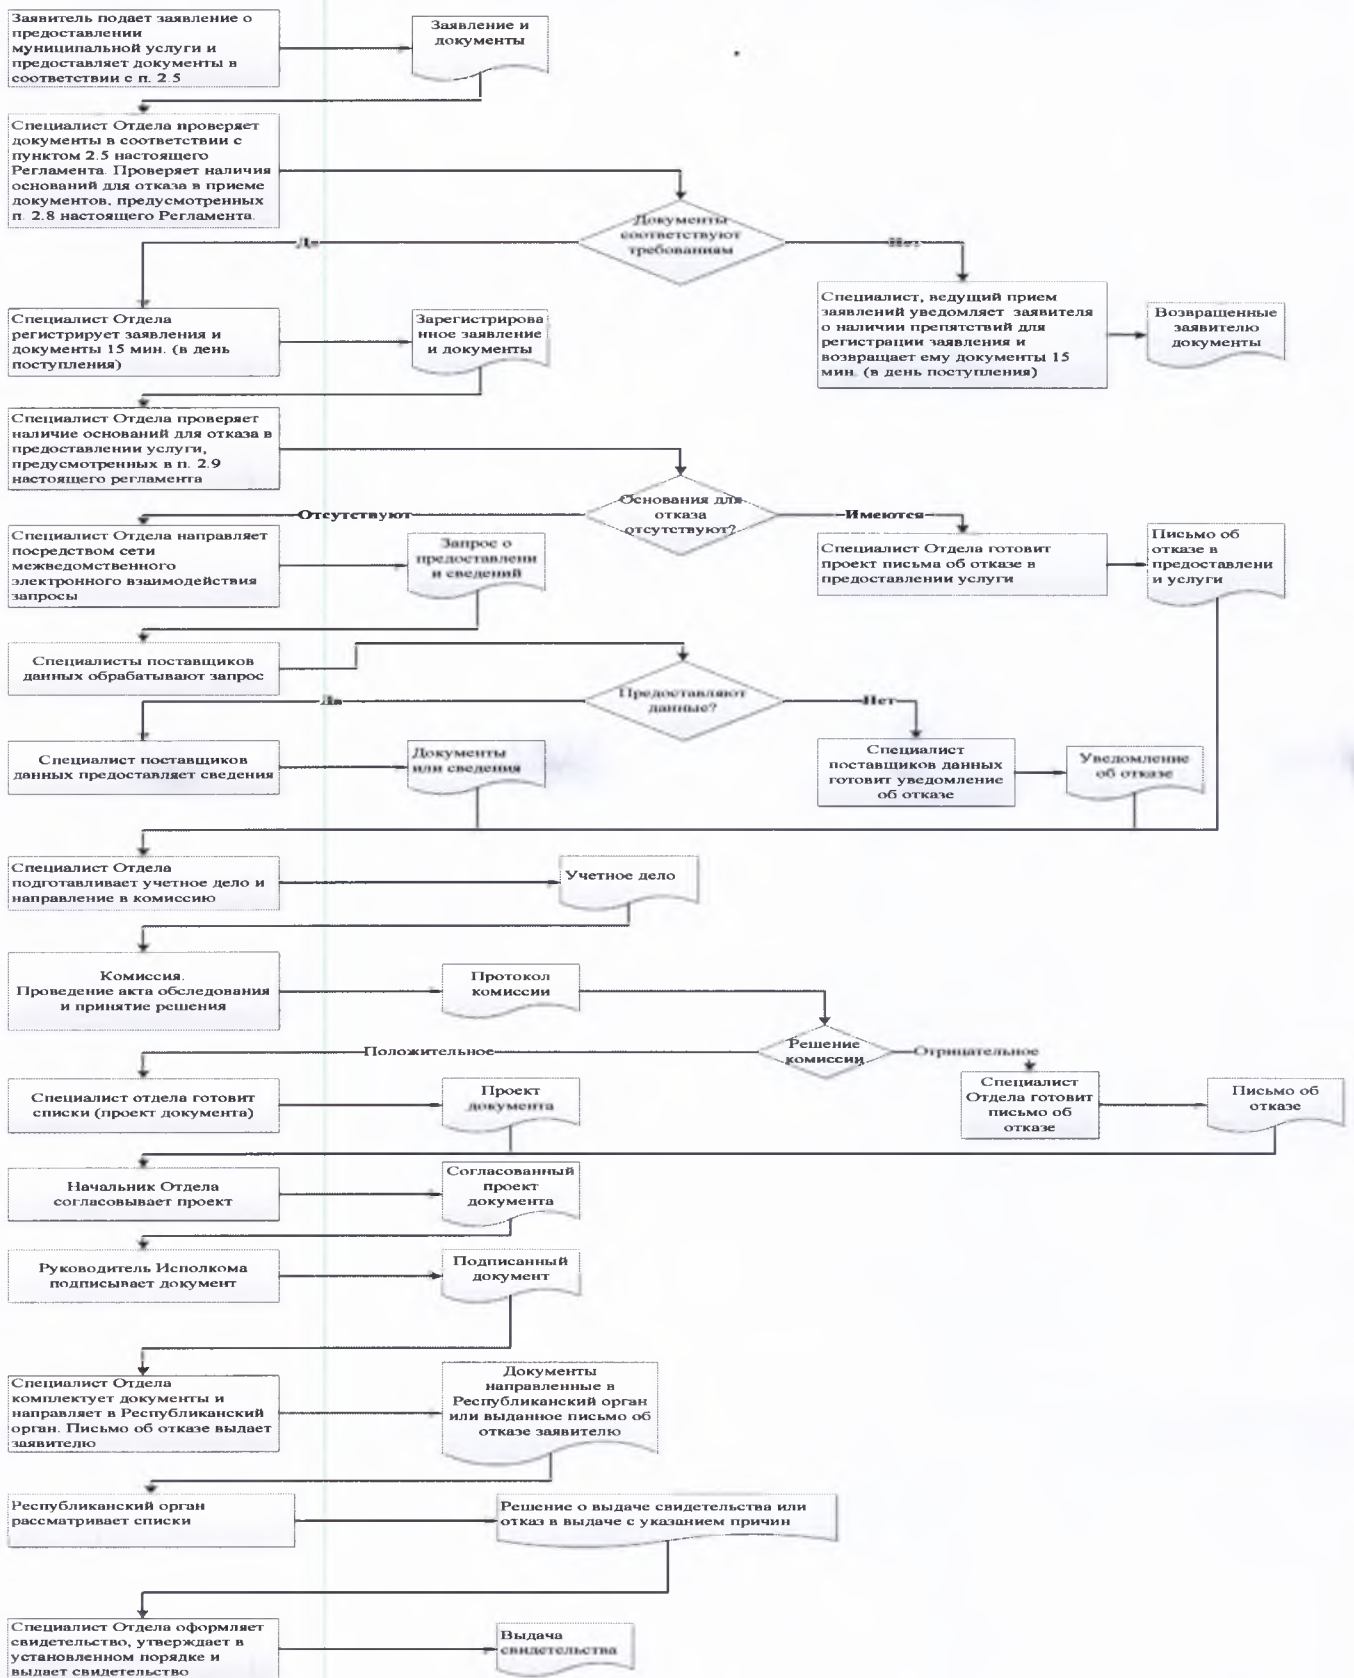 Заявитель подает заявление о
предоставлении
муниципальной услуги и
предоставляет документы в
соответствии с п. 2.5
Заявление и
документы
Специалист Отдела проверяет
документы в соответствии с
пунктом 2.5 настоящего
Регламента. Проверяет наличия
оснований для отказа в приеме
документов, предусмотренных
п. 2.8 настоящего Регламента.
Документы
соответствуют
требованиям
Да
Нет
Специалист Отдела
регистрирует заявления и
документы 15 мин. (в день
поступления)
Зарегистрирова
нное заявление
и документы
Специалист, ведущий прием
заявлений уведомляет заявителя
о наличии препятствий для
регистрации заявления и
возвращает ему документы 15
мин. (в день поступления)
Возвращенные
заявителю
документы
Специалист Отдела проверяет
наличие оснований для отказа в
предоставлении услуги,
предусмотренных в п. 2.9
настоящего регламента
Основания для
отказа
отсутствуют?
Отсутствуют
Имеются
Специалист Отдела направляет
посредством сети
межведомственного
электронного взаимодействия
запросы
Запрос о
предоставлени
и сведений
Специалист Отдела готовит
проект письма об отказе в
предоставлении услуги
Письмо об
отказе в
предоставлени
и услуги
Специалисты поставщиков
данных обрабатывают запрос
Предоставляют
данные?
Да
Нет
Специалист поставщиков
данных предоставляет сведения
Документы
или сведения
Специалист
поставщиков данных
готовит уведомление
об отказе
Уведомление
об отказе
Специалист Отдела
подготавливает учетное дело и
направление в комиссию
Учетное дело
Комиссия.
Проведение акта обследования
и принятие решения
Протокол
комиссии
Решение
комиссии
Положительное
Отрицательное
Специалист отдела готовит
списки (проект документа)
Проект
документа
Специалист
Отдела готовит
письмо об
отказе
Письмо об
отказе
Начальник Отдела
согласовывает проект
Согласованный
проект
документа
Руководитель Исполкома
подписывает документ
Подписанный
документ
Специалист Отдела
комплектует документы и
направляет в Республиканский
орган. Письмо об отказе выдает
заявителю
Документы
направленные в
Республиканский орган
или выданное письмо об
отказе заявителю
Республиканский орган
рассматривает списки
Решение о выдаче свидетельства или
отказ в выдаче с указанием причин
Специалист Отдела оформляет
свидетельство, утверждает в
установленном порядке и
выдает свидетельство
Выдача
свидетельства